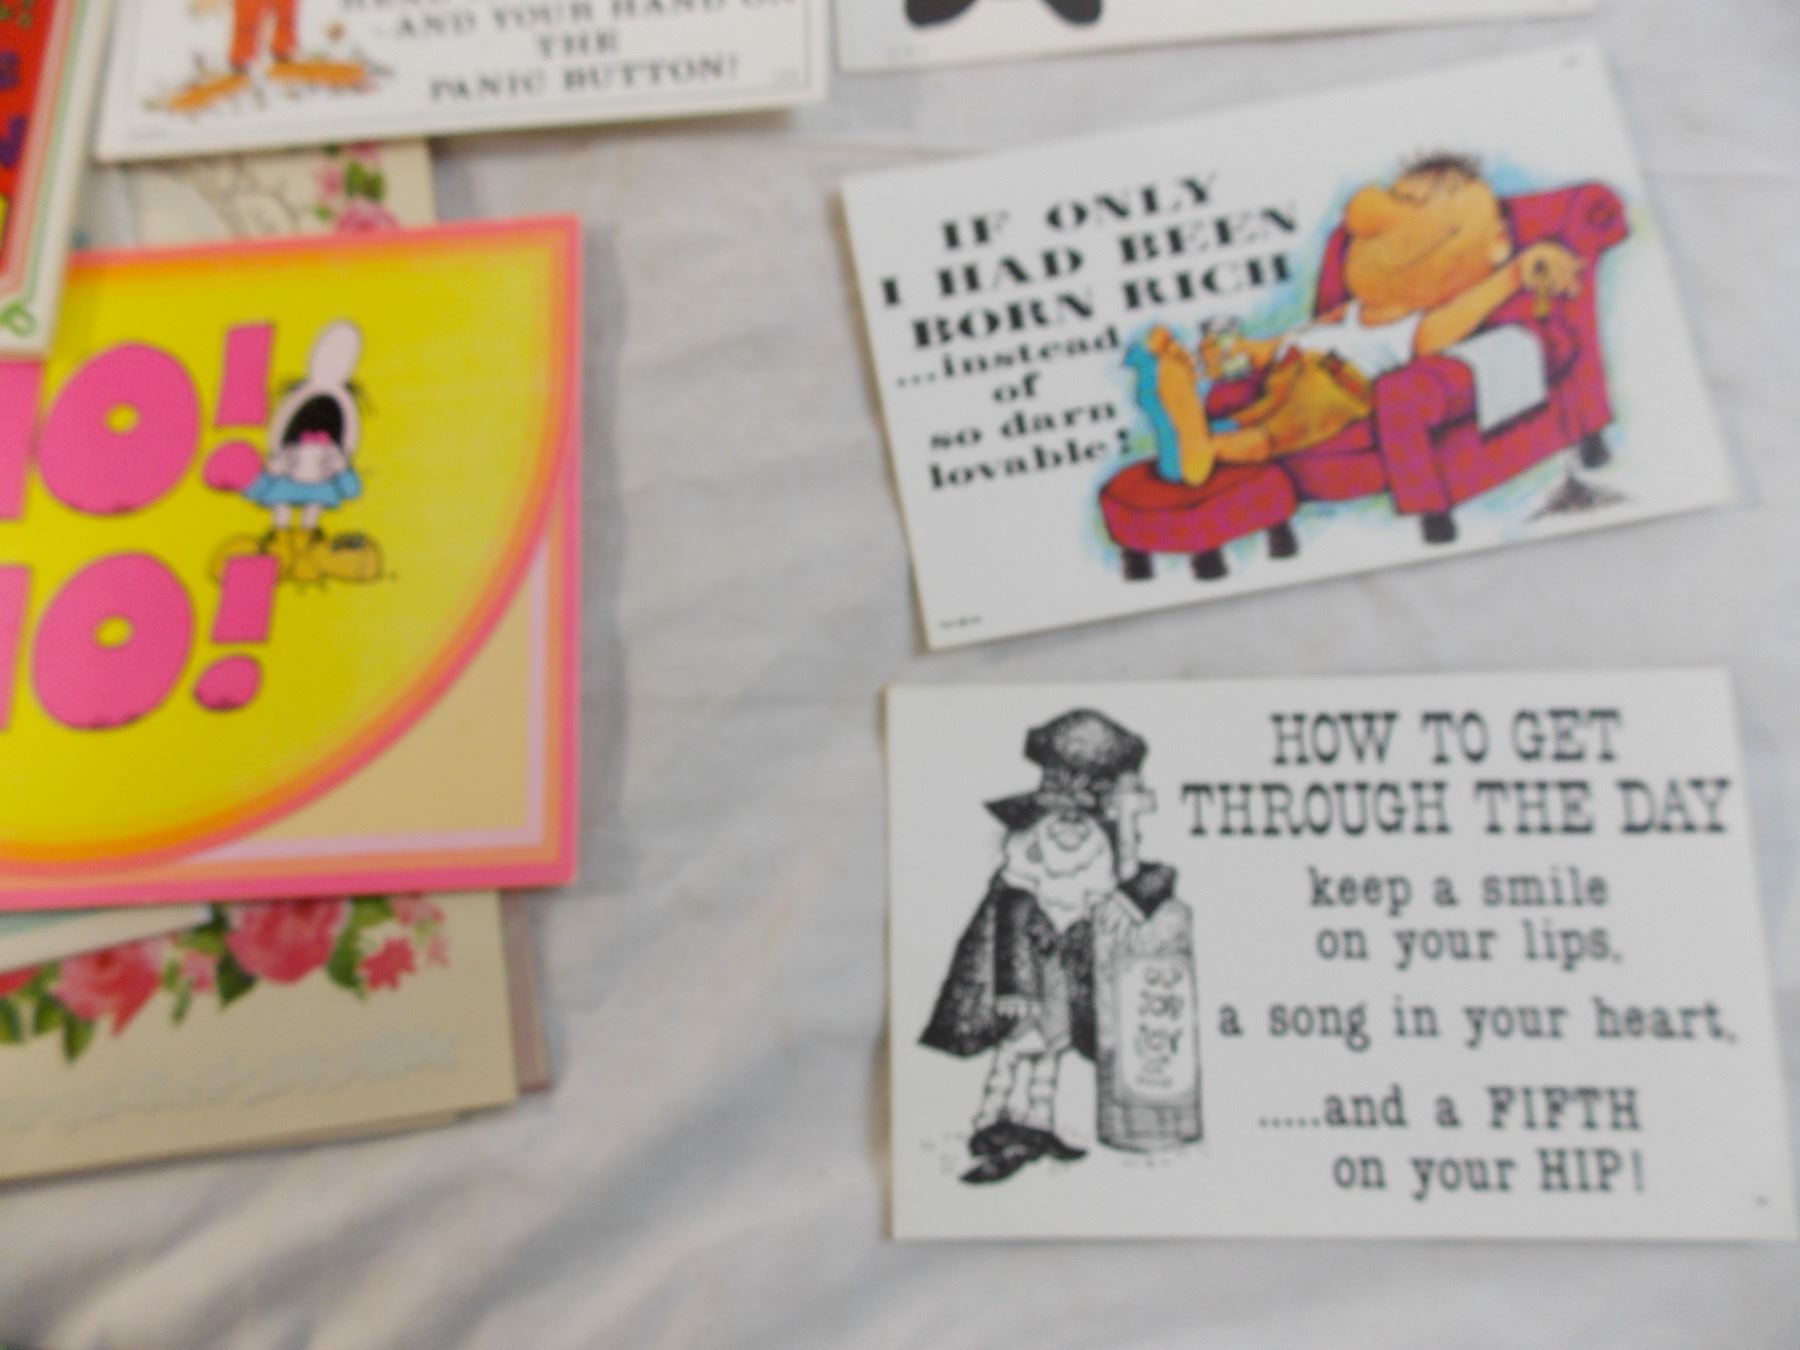 -AND YOUR HAND ON
THE
PANIC BUTTON!
HO!
HO!
IF ONLY
I HAD BEEN
BORN RICH
...instead
of
so darn
lovable!
HOW TO GET
THROUGH THE DAY
keep a smile
on your lips,
a song in your heart,
.....and a FIFTH
on your HIP!